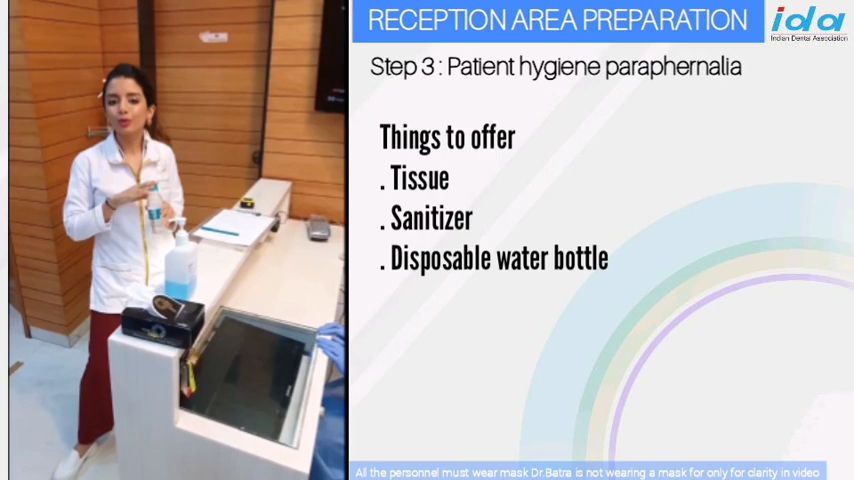 RECEPTION AREA PREPARATION
ida
Indian Dental Association
Step 3 : Patient hygiene paraphernalia
Things to offer
. Tissue
. Sanitizer
. Disposable water bottle
All the personnel must wear mask Dr.Batra is not wearing a mask for only for clarity in video